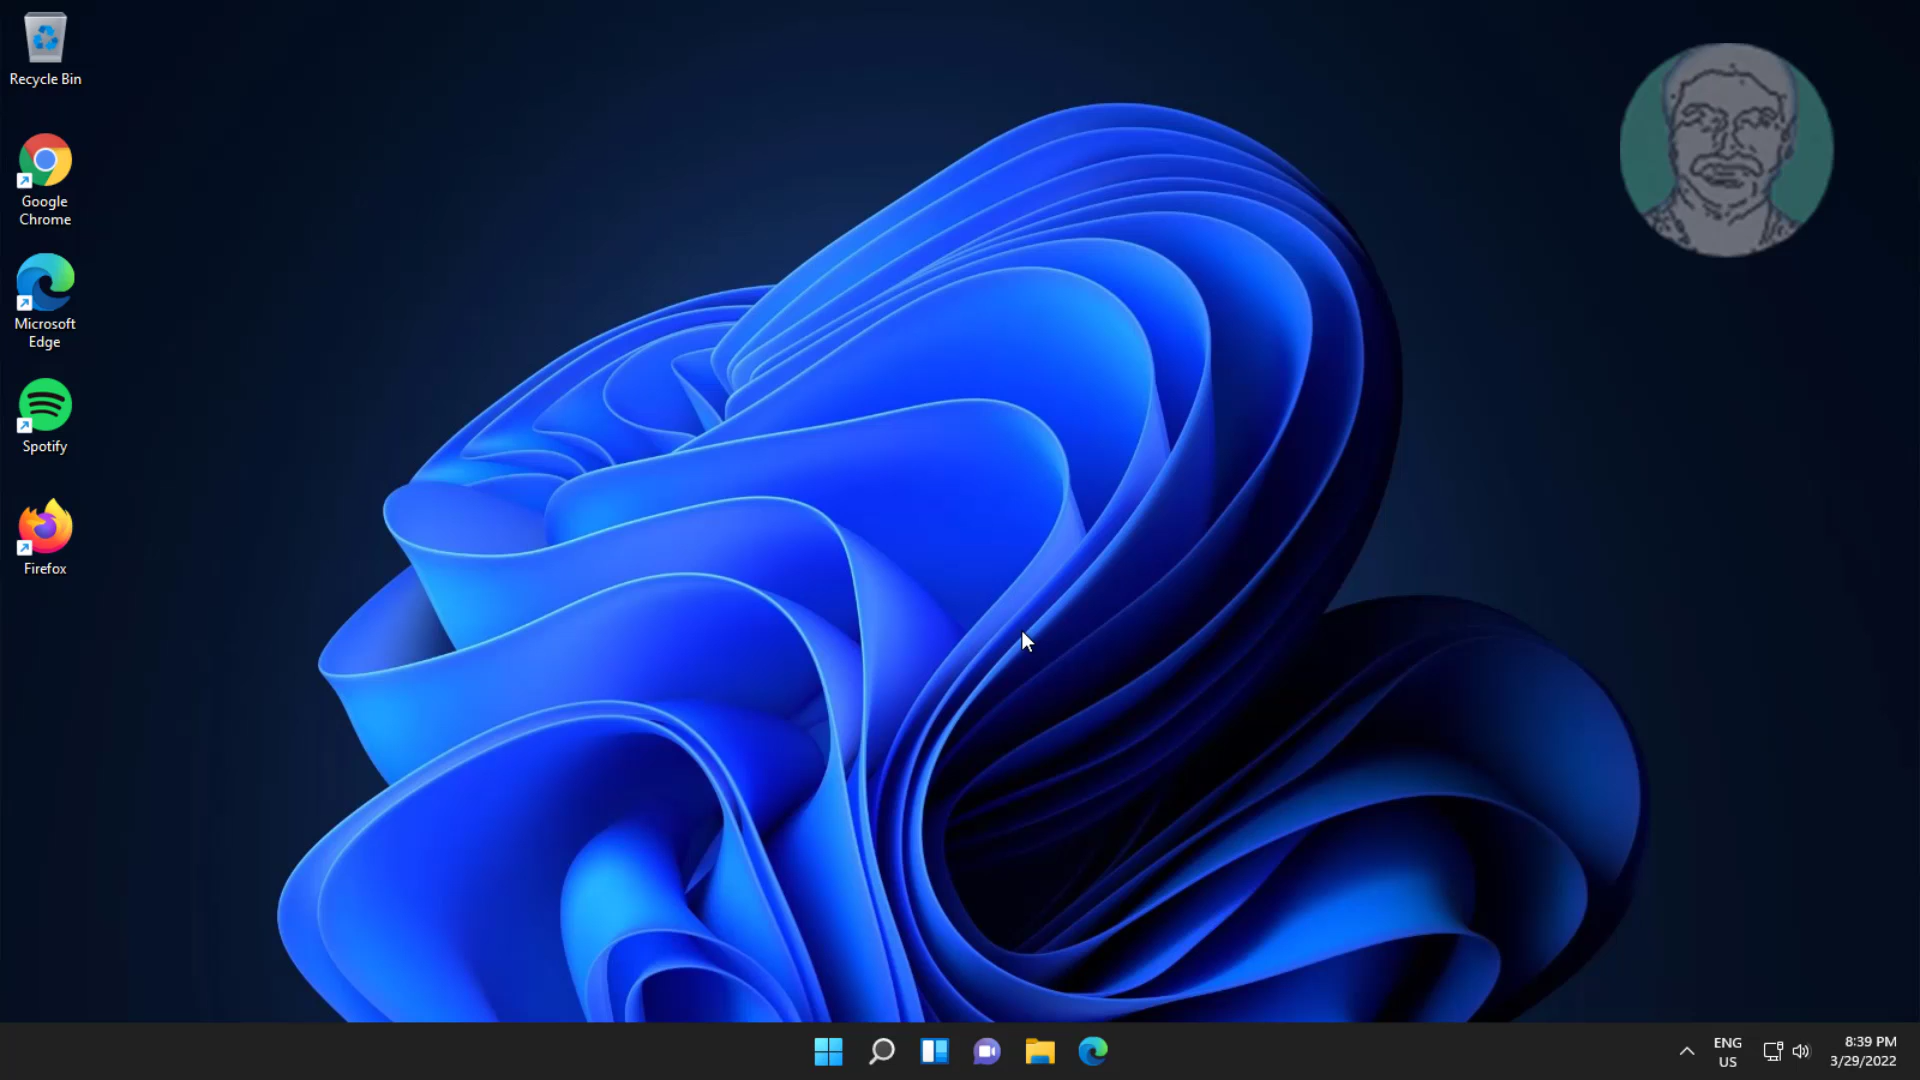 Recycle Bin
Google
Chrome
Microsoft
Edge
Spotify
Firefox
ENG
US
8:39 PM
3/29/2022